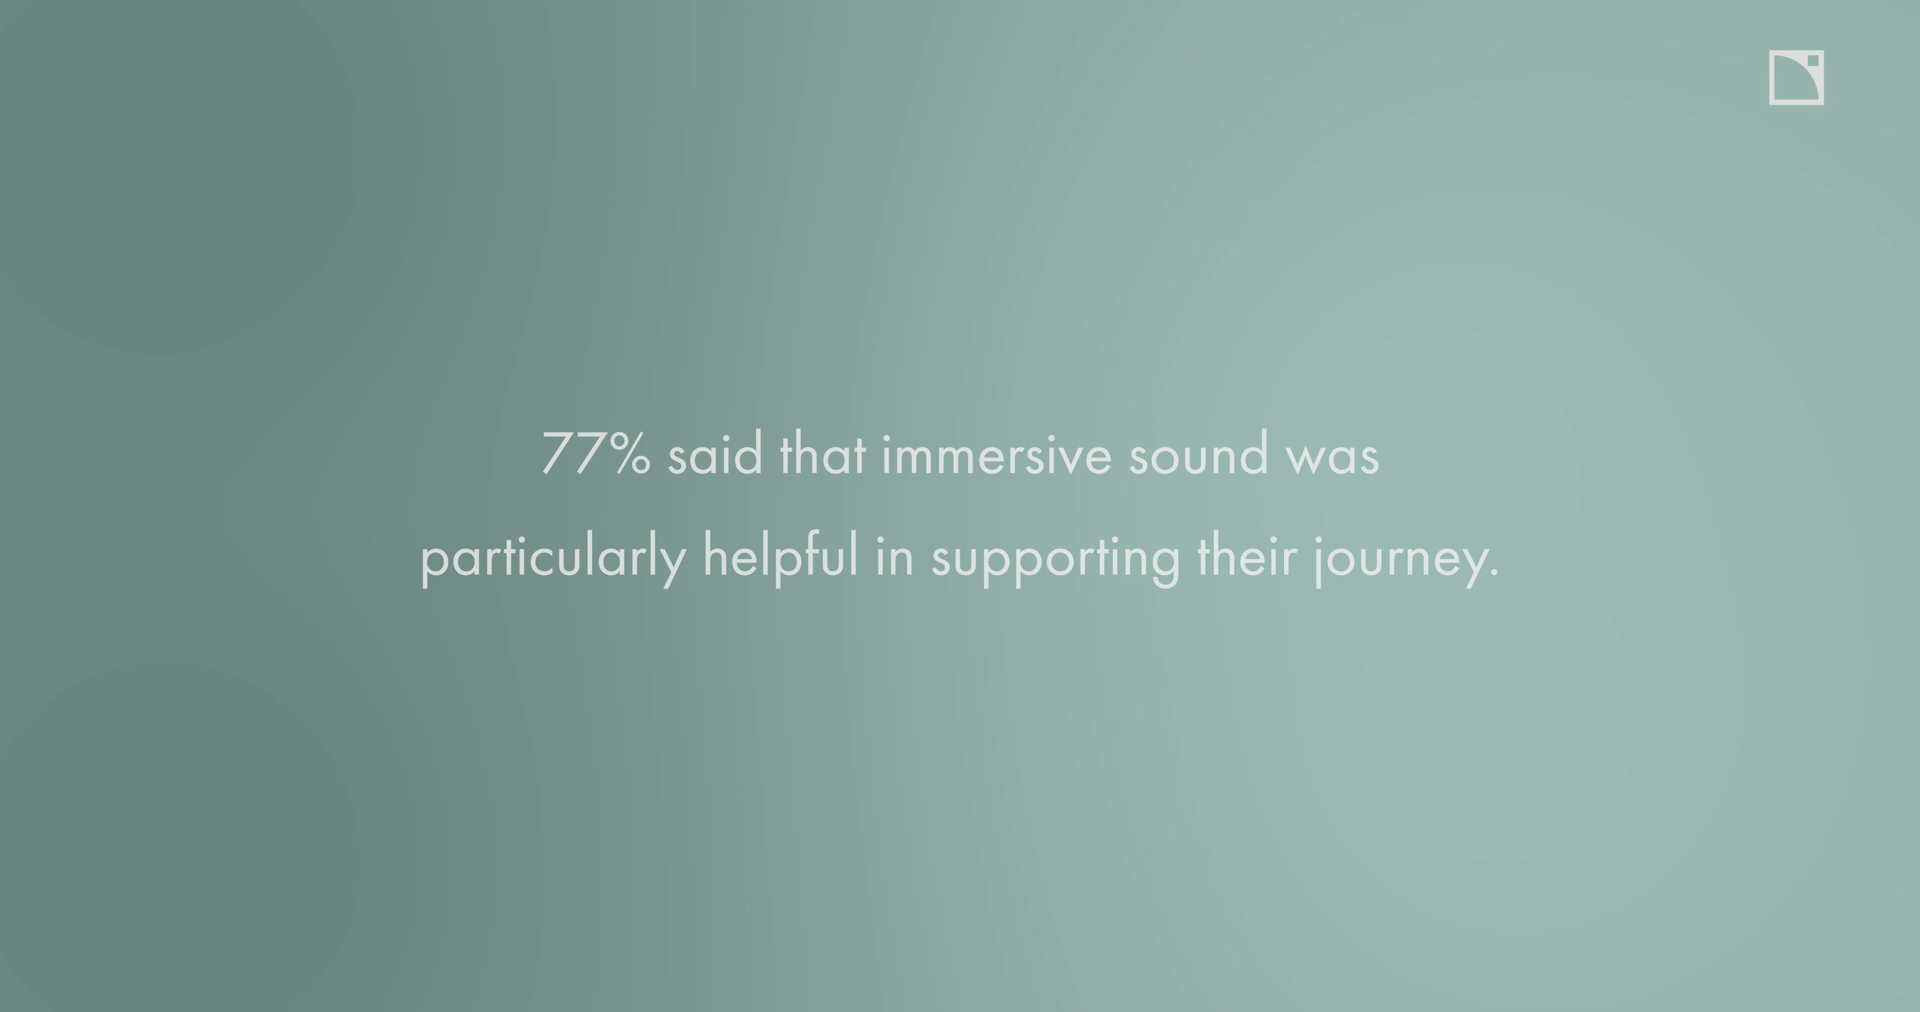 77% said that immersive sound was
particularly helpful in supporting their journey.